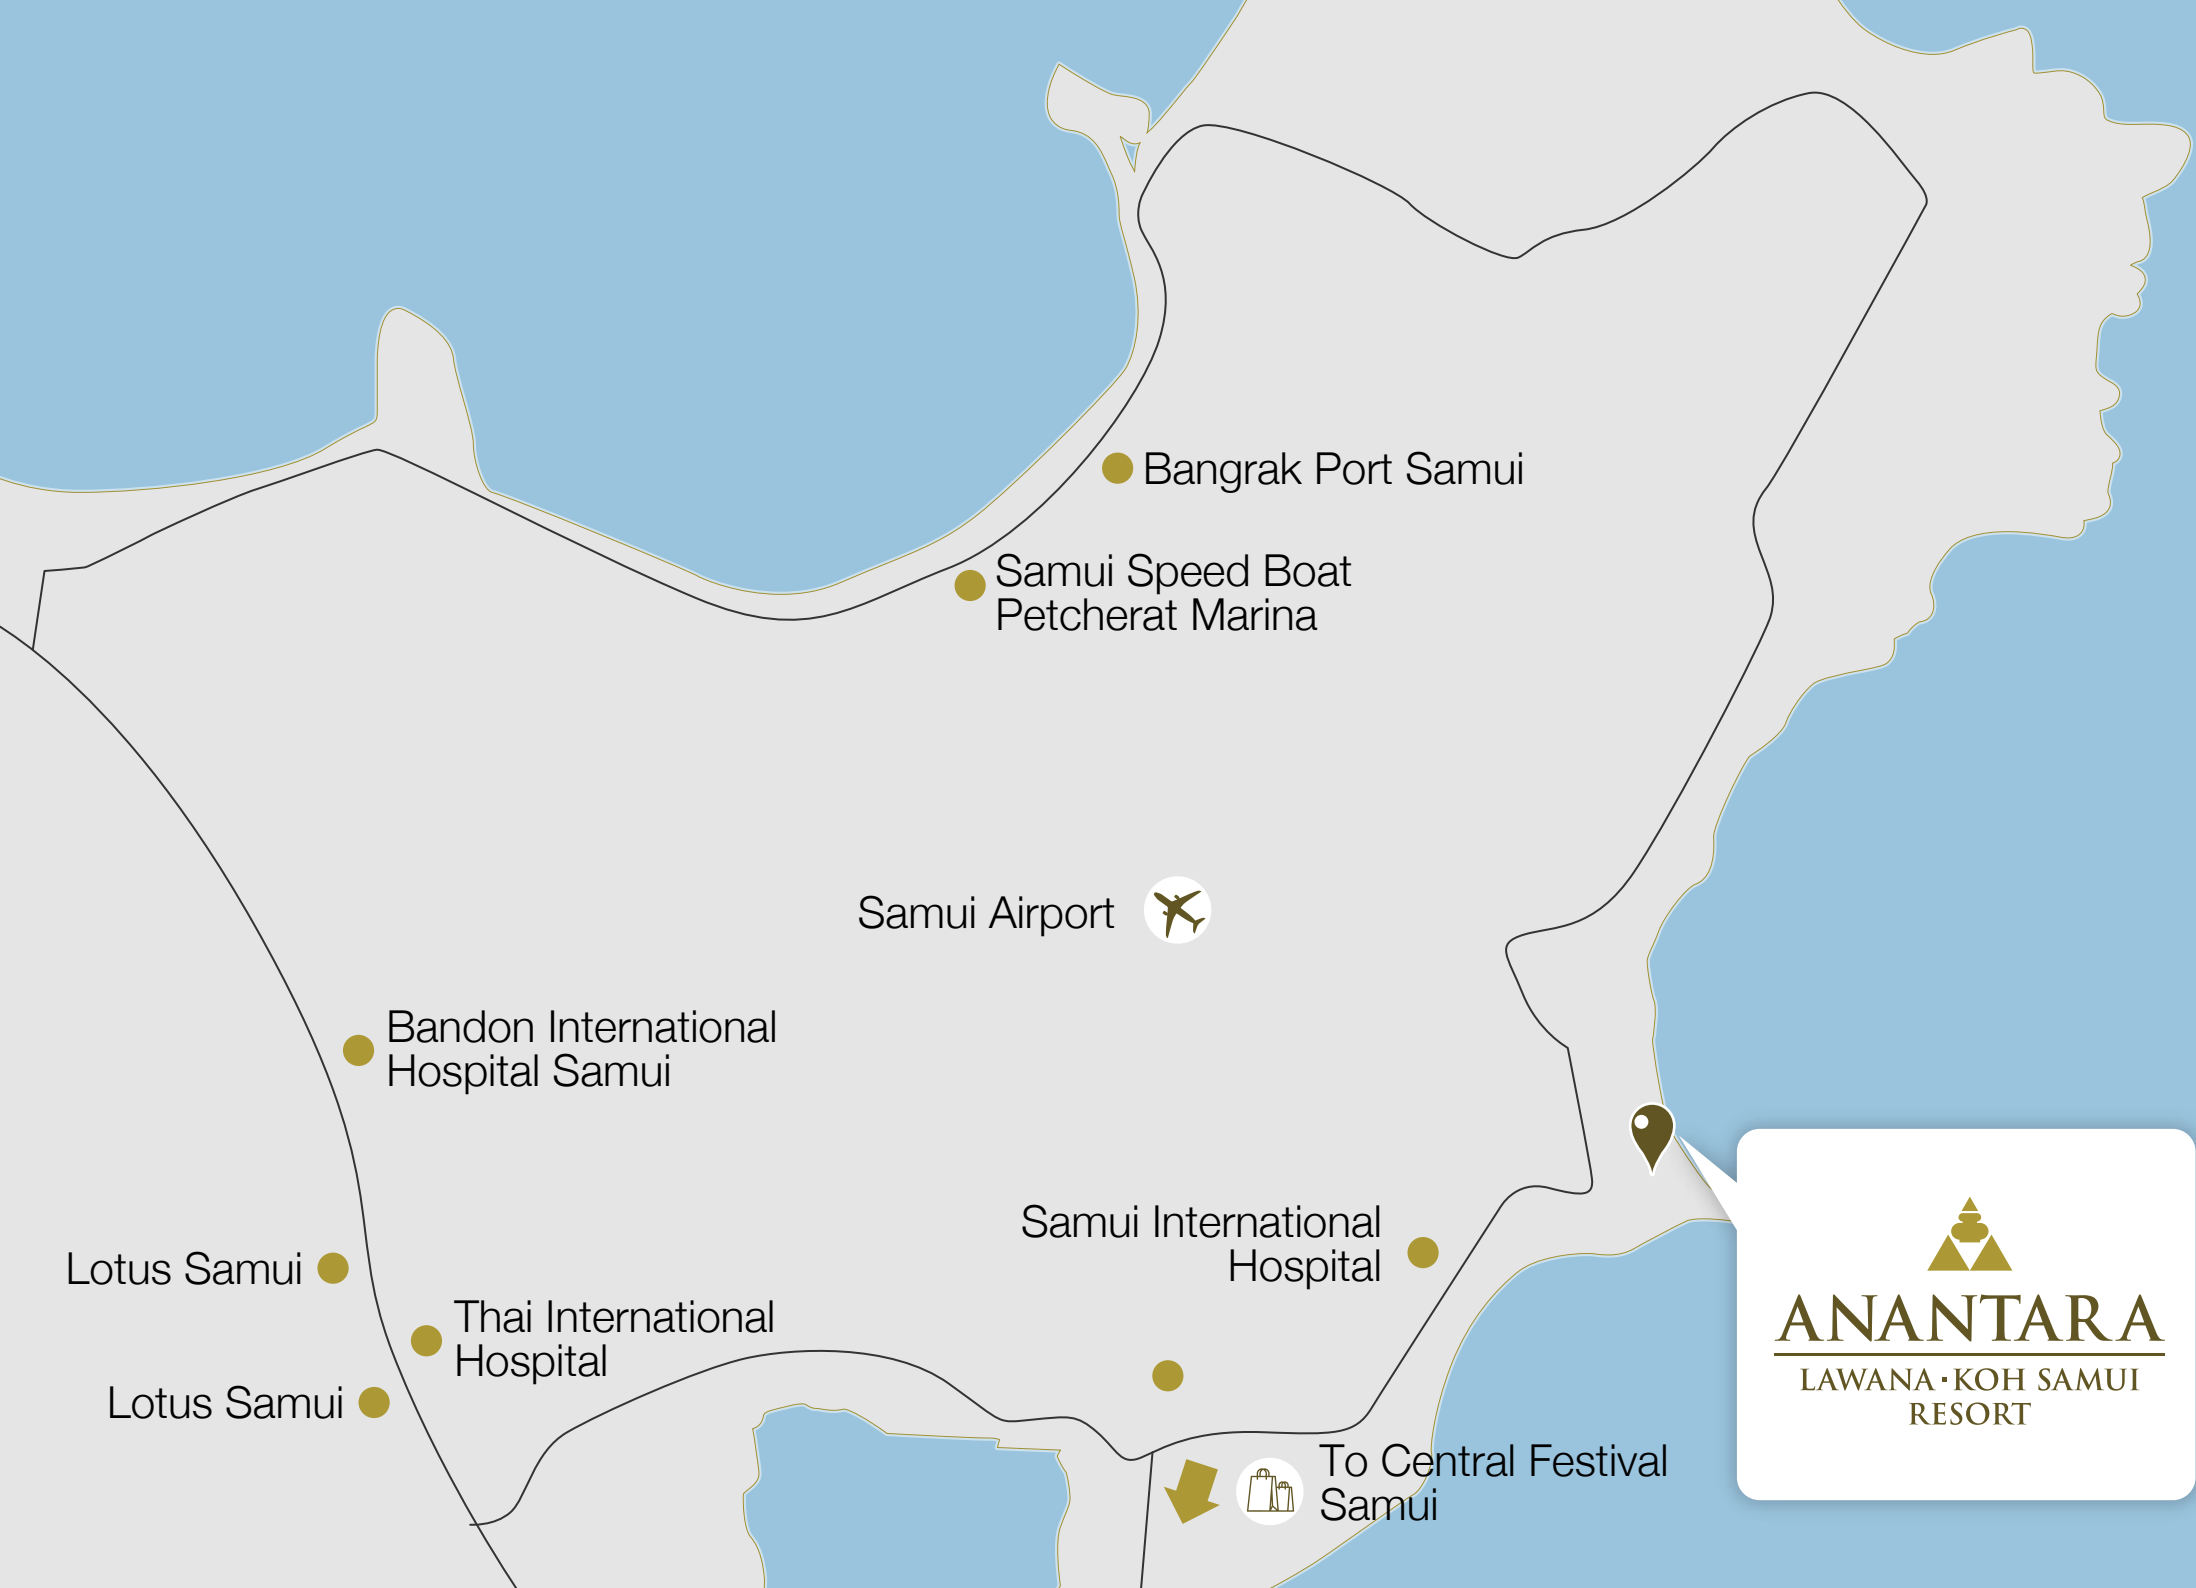 Bangrak Port Samui
Samui Speed Boat
Petcherat Marina
Samui Airport
Bandon International
Hospital Samui
Samui International
Hospital
Lotus Samui
Thai International
Hospital
Lotus Samui
To Central Festival
Samui
ANANTARA
LAWANA · KOH SAMUI
RESORT